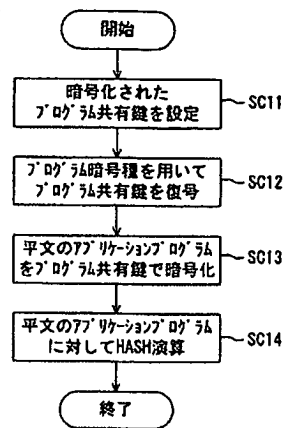 開始
暗号化された
プログラム共有鍵を設定
SC11
プログラム暗号種を用いて
プログラム共有鍵を復号
SC12
平文のアプリケーションプログラム
をプログラム共有鍵で暗号化
SC13
平文のアプリケーションプログラム
に対してHASH演算
SC14
終了